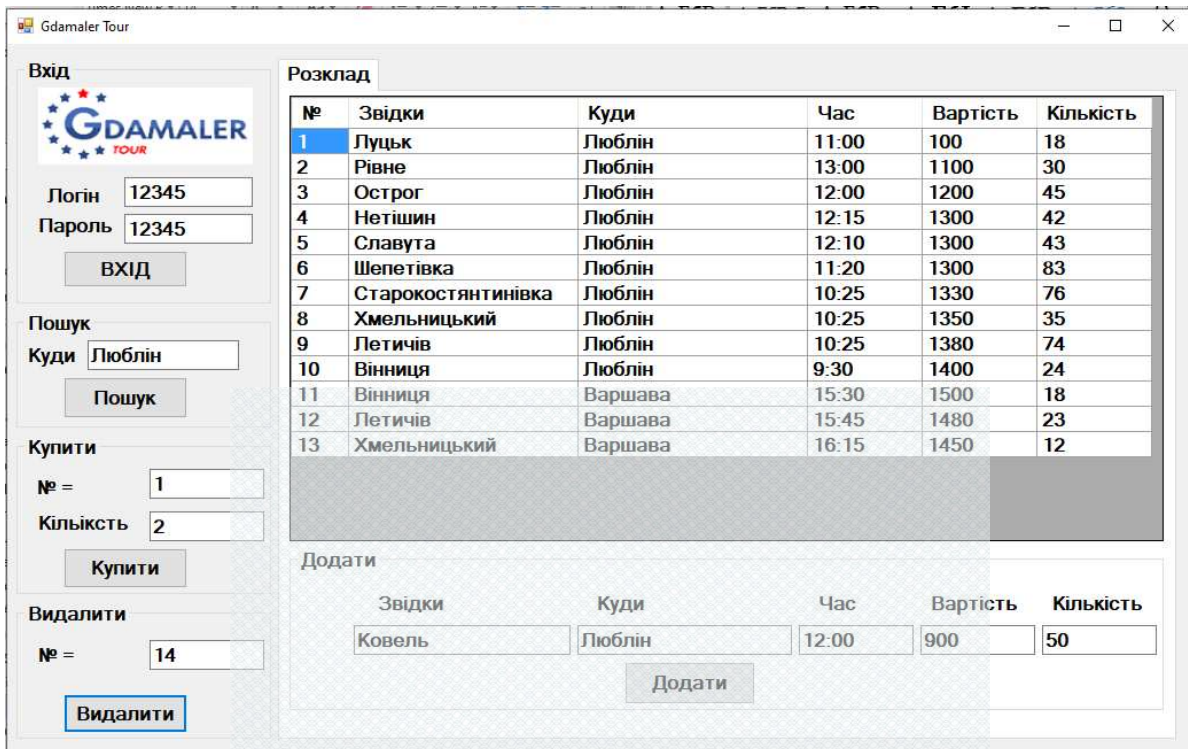 Gdamaler Tour
Вхід
GDAMALER
TOUR
Логін 12345
Пароль 12345
ВХІД
Пошук
Куди Люблін
Пошук
Купити
№ = 1
Кільіксть 2
Купити
Видалити
№ = 14
Видалити
Розклад
№ Звідки Куди Час Вартість Кількість
1 Луцьк Люблін 11:00 100 18
2 Рівне Люблін 13:00 1100 30
3 Острог Люблін 12:00 1200 45
4 Нетішин Люблін 12:15 1300 42
5 Славута Люблін 12:10 1300 43
6 Шепетівка Люблін 11:20 1300 83
7 Старокостянтинівка Люблін 10:25 1330 76
8 Хмельницький Люблін 10:25 1350 35
9 Летичів Люблін 10:25 1380 74
10 Вінниця Люблін 9:30 1400 24
11 Вінниця Варшава 15:30 1500 18
12 Летичів Варшава 15:45 1480 23
13 Хмельницький Варшава 16:15 1450 12
Додати
Звідки Куди Час Вартість Кількість
Ковель Люблін 12:00 900 50
Додати